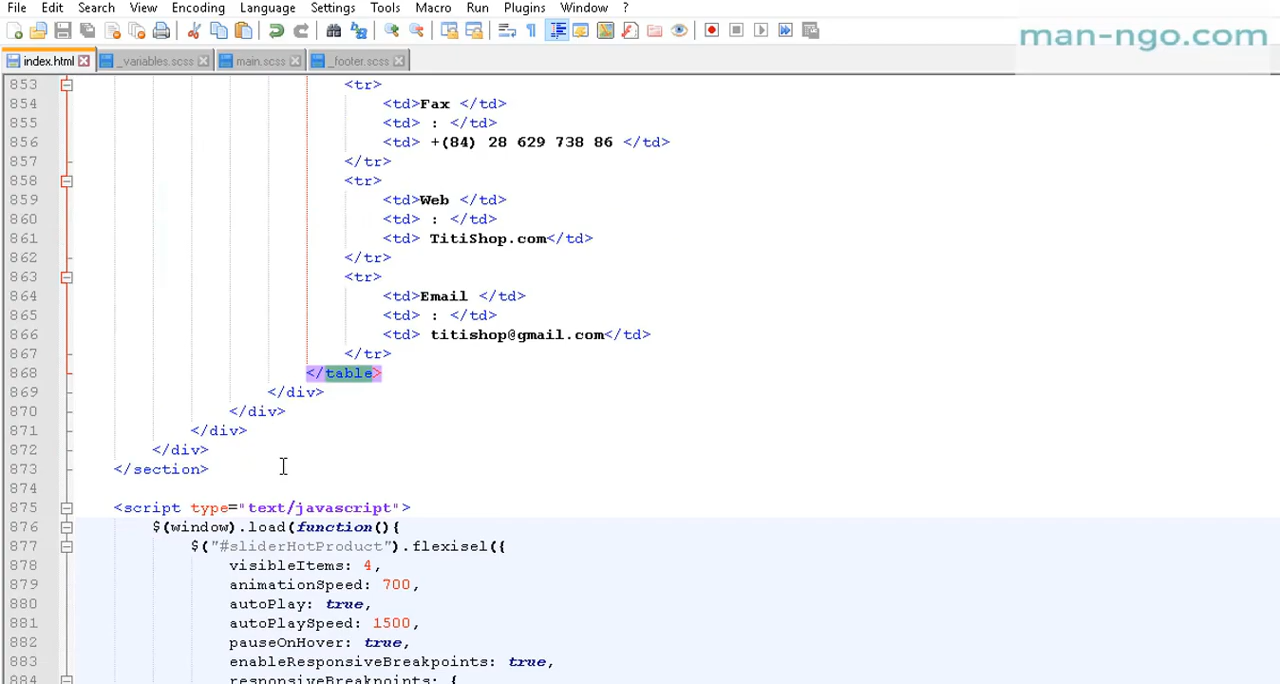 File Edit Search View Encoding Language Settings Tools Macro Run Plugins Window ?
man-ngo.com
index.html _variables.scss main.scss _footer.scss
853 <tr>
854 <td>Fax </td>
855 <td> : </td>
856 <td> +(84) 28 629 738 86 </td>
857 </tr>
858 <tr>
859 <td>Web </td>
860 <td> : </td>
861 <td> TitiShop.com</td>
862 </tr>
863 <tr>
864 <td>Email </td>
865 <td> : </td>
866 <td> titishop@gmail.com</td>
867 </tr>
868 </table>
869 </div>
870 </div>
871 </div>
872 </div>
873 </section>
874
875 <script type="text/javascript">
876 $(window).load(function(){
877 $("#sliderHotProduct").flexisel({
878 visibleItems: 4,
879 animationSpeed: 700,
880 autoPlay: true,
881 autoPlaySpeed: 1500,
882 pauseOnHover: true,
883 enableResponsiveBreakpoints: true,
884 responsiveBreakpoints: {